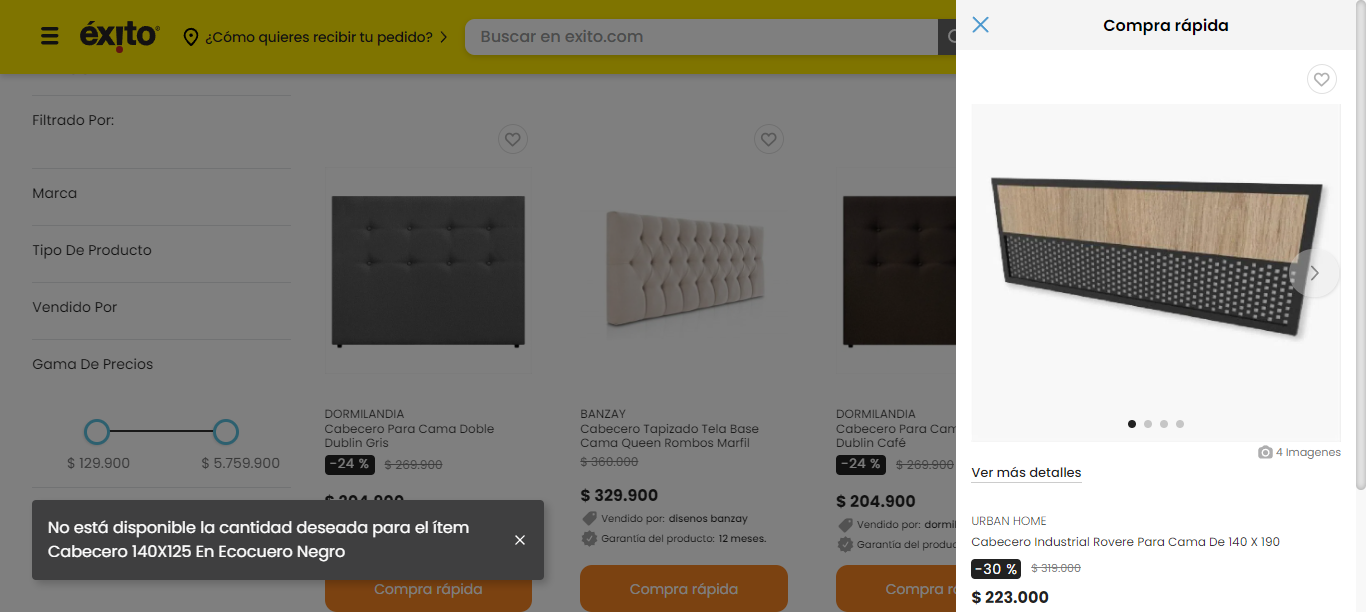 éxito
¿Cómo quieres recibir tu pedido?
Buscar en exito.com
Compra rápida
Filtrado Por:
Marca
Tipo De Producto
Vendido Por
Gama De Precios
$ 129.900
$ 5.759.900
DORMILANDIA
Cabecero Para Cama Doble
Dublin Gris
-24 %
$ 269.900
$ 204.900
Compra rápida
BANZAY
Cabecero Tapizado Tela Base
Cama Queen Rombos Marfil
$ 360.000
$ 329.900
Vendido por: disenos banzay
Garantía del producto: 12 meses.
Compra rápida
DORMILANDIA
Cabecero Para Cam
Dublin Café
-24 %
$ 269.900
$ 204.900
Vendido por: dormil
Garantía del produc
Compra ra
No está disponible la cantidad deseada para el ítem
Cabecero 140X125 En Ecocuero Negro
4 Imagenes
Ver más detalles
URBAN HOME
Cabecero Industrial Rovere Para Cama De 140 X 190
-30 %
$ 319.000
$ 223.000